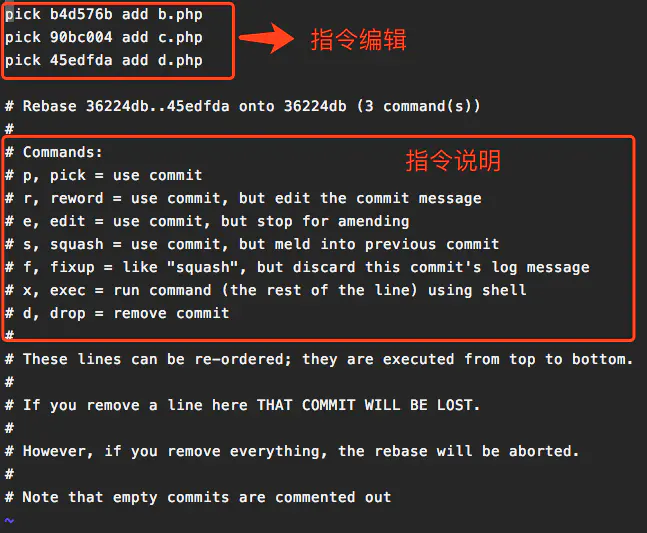 pick b4d576b add b.php
pick 90bc004 add c.php
pick 45edfda add d.php
指令编辑
# Rebase 36224db..45edfda onto 36224db (3 command(s))
#
# Commands:
指令说明
# p, pick = use commit
# r, reword = use commit, but edit the commit message
# e, edit = use commit, but stop for amending
# s, squash = use commit, but meld into previous commit
# f, fixup = like "squash", but discard this commit's log message
# x, exec = run command (the rest of the line) using shell
# d, drop = remove commit
#
# These lines can be re-ordered; they are executed from top to bottom.
#
# If you remove a line here THAT COMMIT WILL BE LOST.
#
# However, if you remove everything, the rebase will be aborted.
#
# Note that empty commits are commented out
~